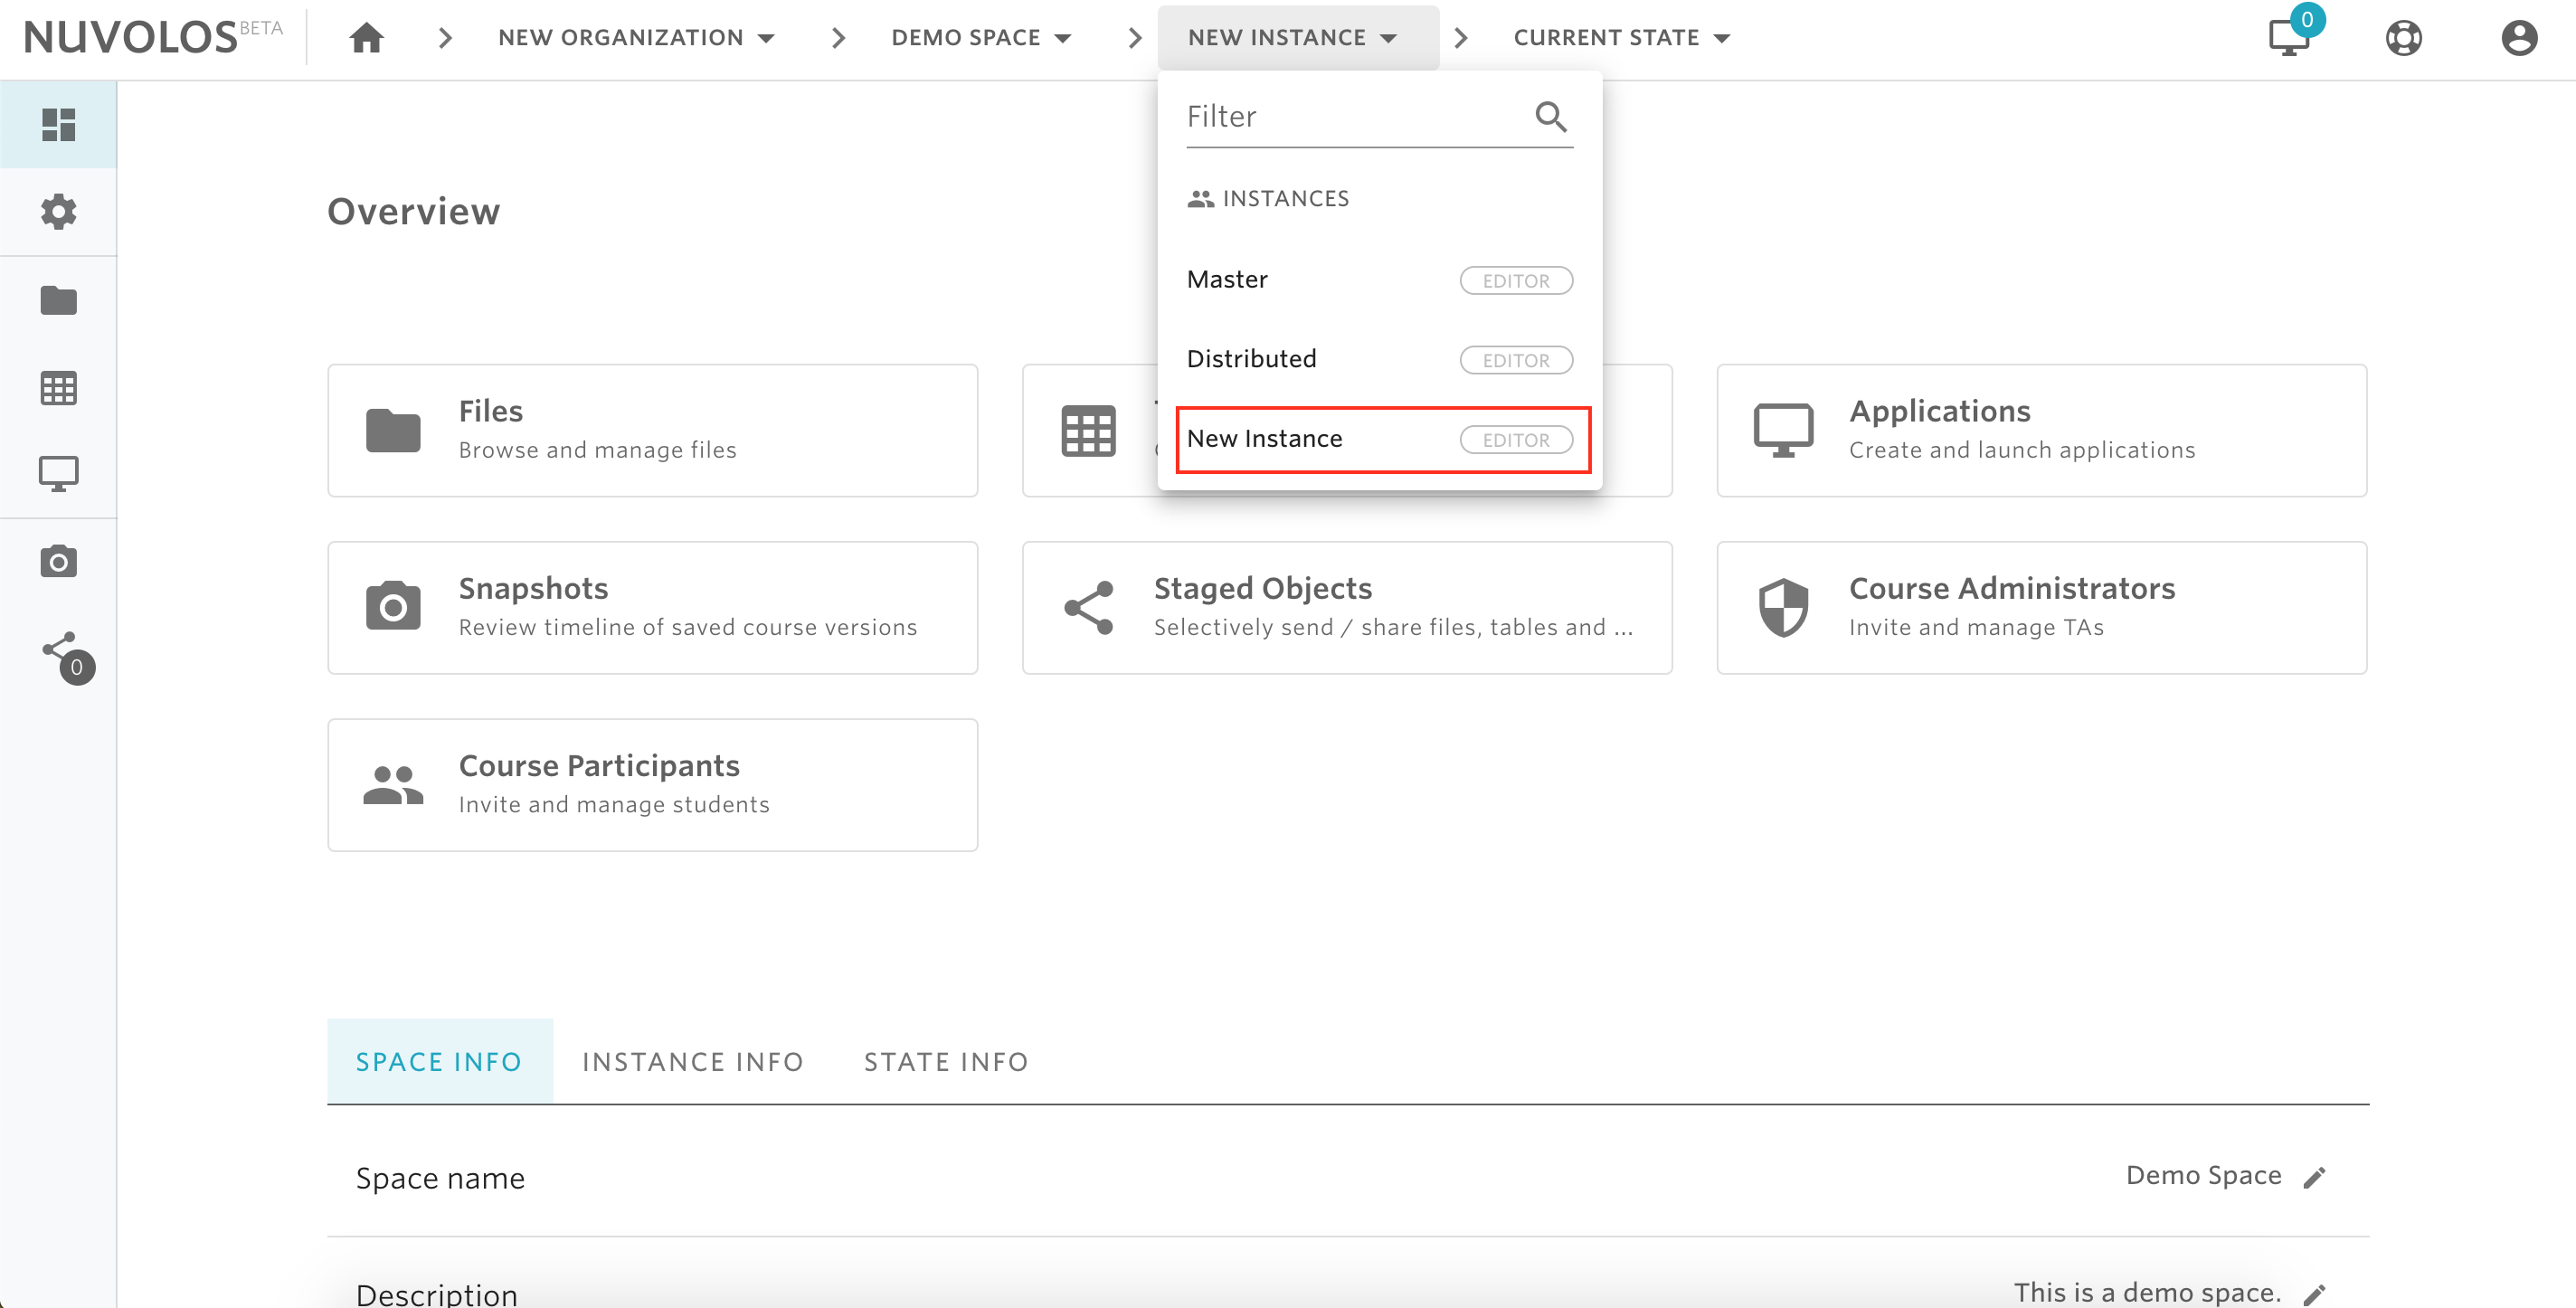 NUVOLOS BETA
NEW ORGANIZATION
DEMO SPACE
NEW INSTANCE
CURRENT STATE
0
Filter
INSTANCES
Master EDITOR
Distributed EDITOR
New Instance EDITOR
Overview
Files
Browse and manage files
Applications
Create and launch applications
Snapshots
Review timeline of saved course versions
Staged Objects
Selectively send / share files, tables and ...
Course Administrators
Invite and manage TAs
0
Course Participants
Invite and manage students
SPACE INFO
INSTANCE INFO
STATE INFO
Space name
Demo Space
Description
This is a demo space.